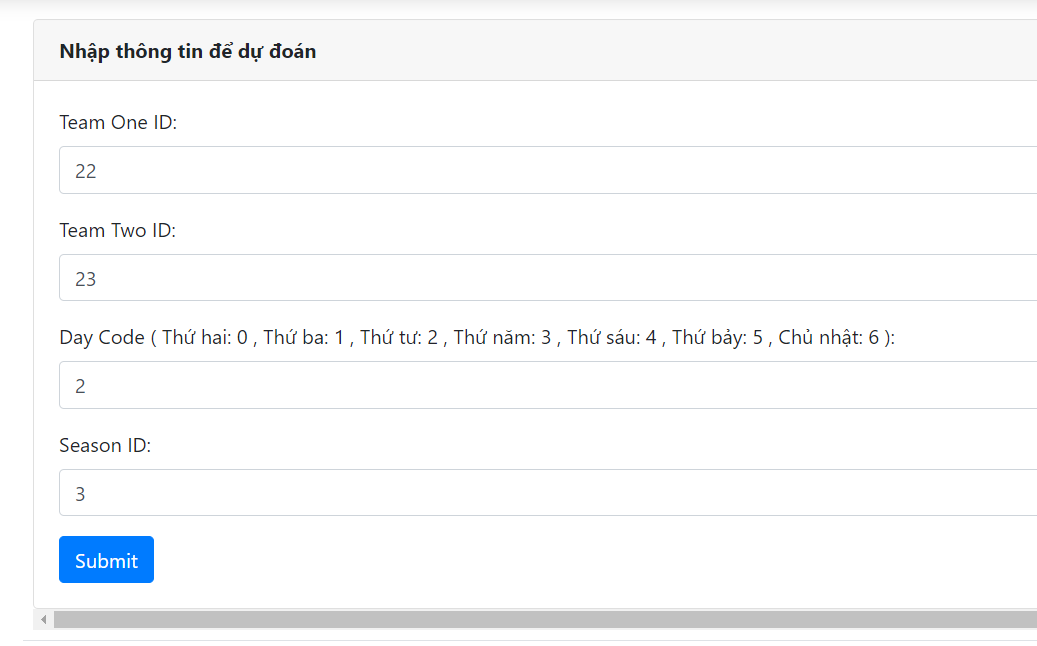 Nhập thông tin để dự đoán
Team One ID:
22
Team Two ID:
23
Day Code ( Thứ hai: 0 , Thứ ba: 1 , Thứ tư: 2 , Thứ năm: 3 , Thứ sáu: 4 , Thứ bảy: 5 , Chủ nhật: 6 ):
2
Season ID:
3
Submit